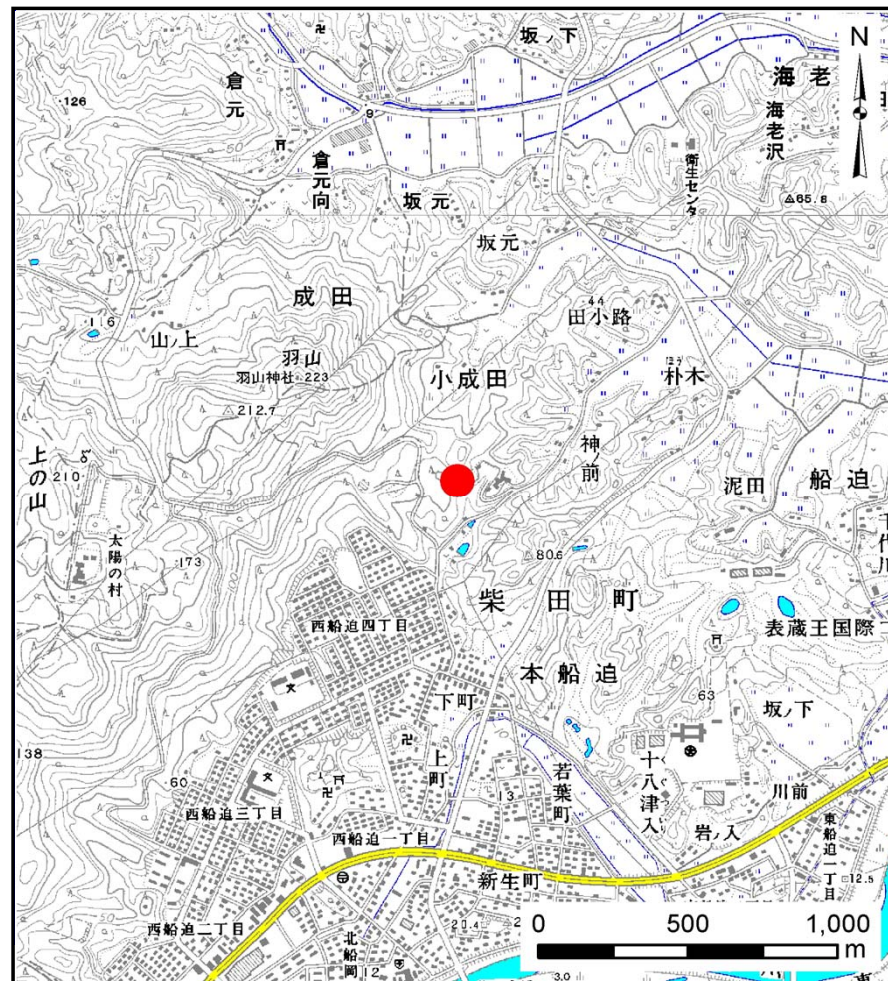 坂ノ下
N
海老
倉元
・126
海老沢
9
50
倉元向
坂元
衛生センタ
△65.8
坂元
成田
・44
田小路
・116
山ノ上
羽山
羽山神社・223
小成田
朴木
△212.7
神ノ前
上の山
210
泥田
船迫
太陽の村
・173
△80.6
柴田町
西船迫四丁目
表蔵王国際
本船迫
63
坂ノ下
下町
138
上町
若葉町
十八津入
・60
13
川前
西船迫三丁目
岩ノ入
西船迫一丁目
東船迫一丁目
新生町
12.5
西船迫二丁目
20.4
北船岡
12
3.0
0 500 1,000
m